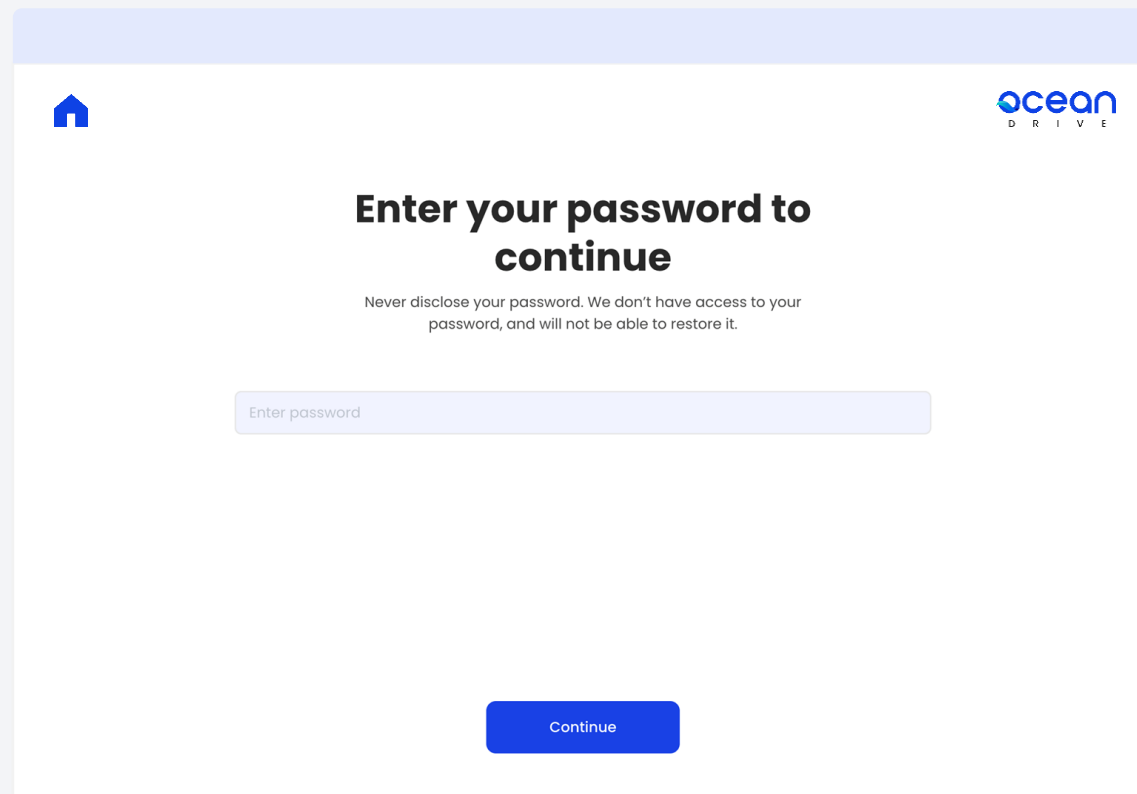 ocean
DRIVE
Enter your password to
continue
Never disclose your password. We don’t have access to your
password, and will not be able to restore it.
Enter password
Continue